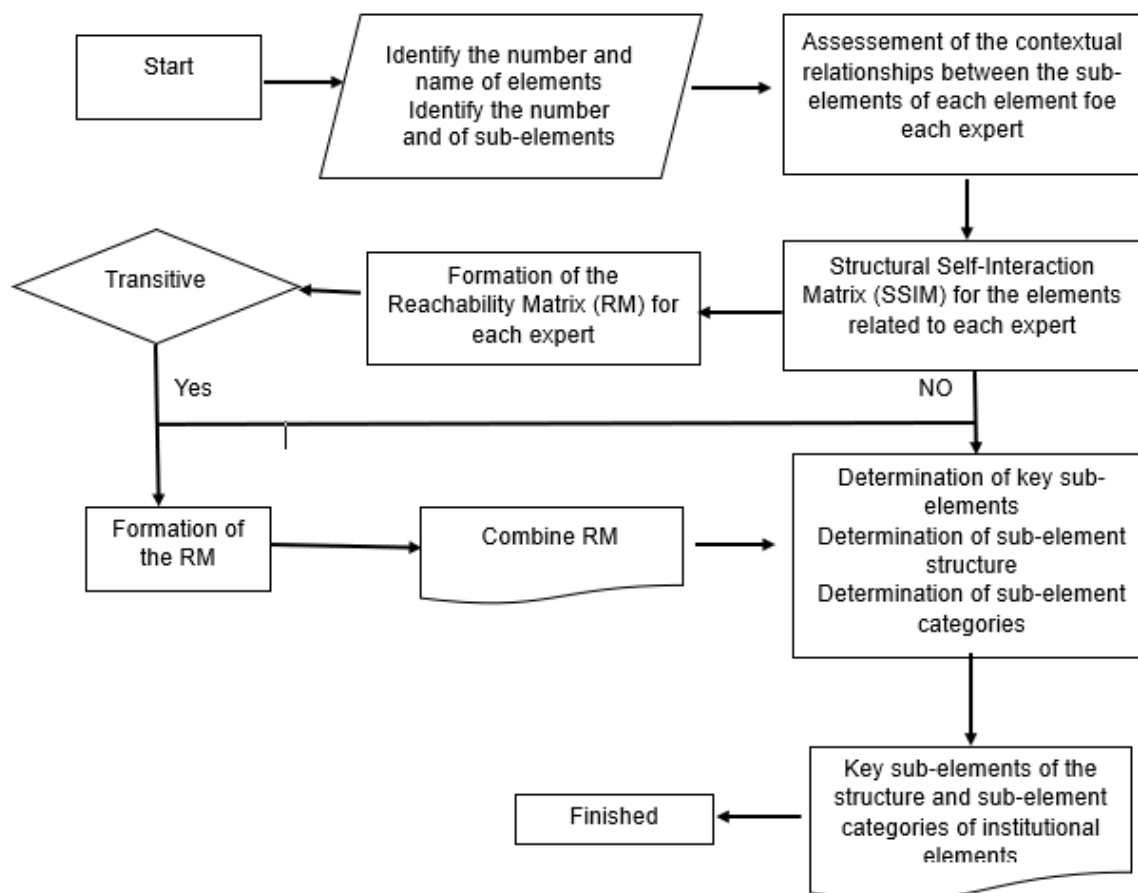 Start
Identify the number and
name of elements
Identify the number
and of sub-elements
Assessement of the contextual
relationships between the sub-
elements of each element foe
each expert
Transitive
Formation of the
Reachability Matrix (RM) for
each expert
Structural Self-Interaction
Matrix (SSIM) for the elements
related to each expert
Yes
NO
Formation of
the RM
Combine RM
Determination of key sub-
elements
Determination of sub-element
structure
Determination of sub-element
categories
Finished
Key sub-elements of the
structure and sub-element
categories of institutional
elements